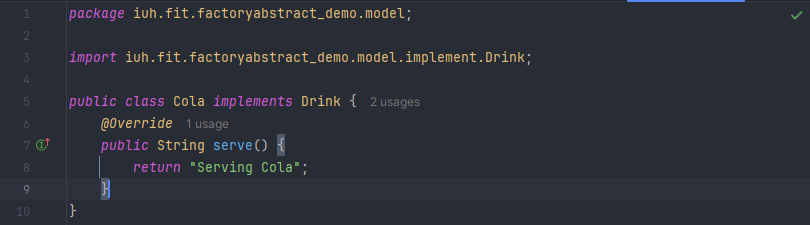 1 package iuh.fit.factoryabstract_demo.model;
2
3 import iuh.fit.factoryabstract_demo.model.implement.Drink;
4
5 public class Cola implements Drink { 2 usages
6 @Override 1 usage
7 public String serve() {
8 return "Serving Cola";
9 }
10 }